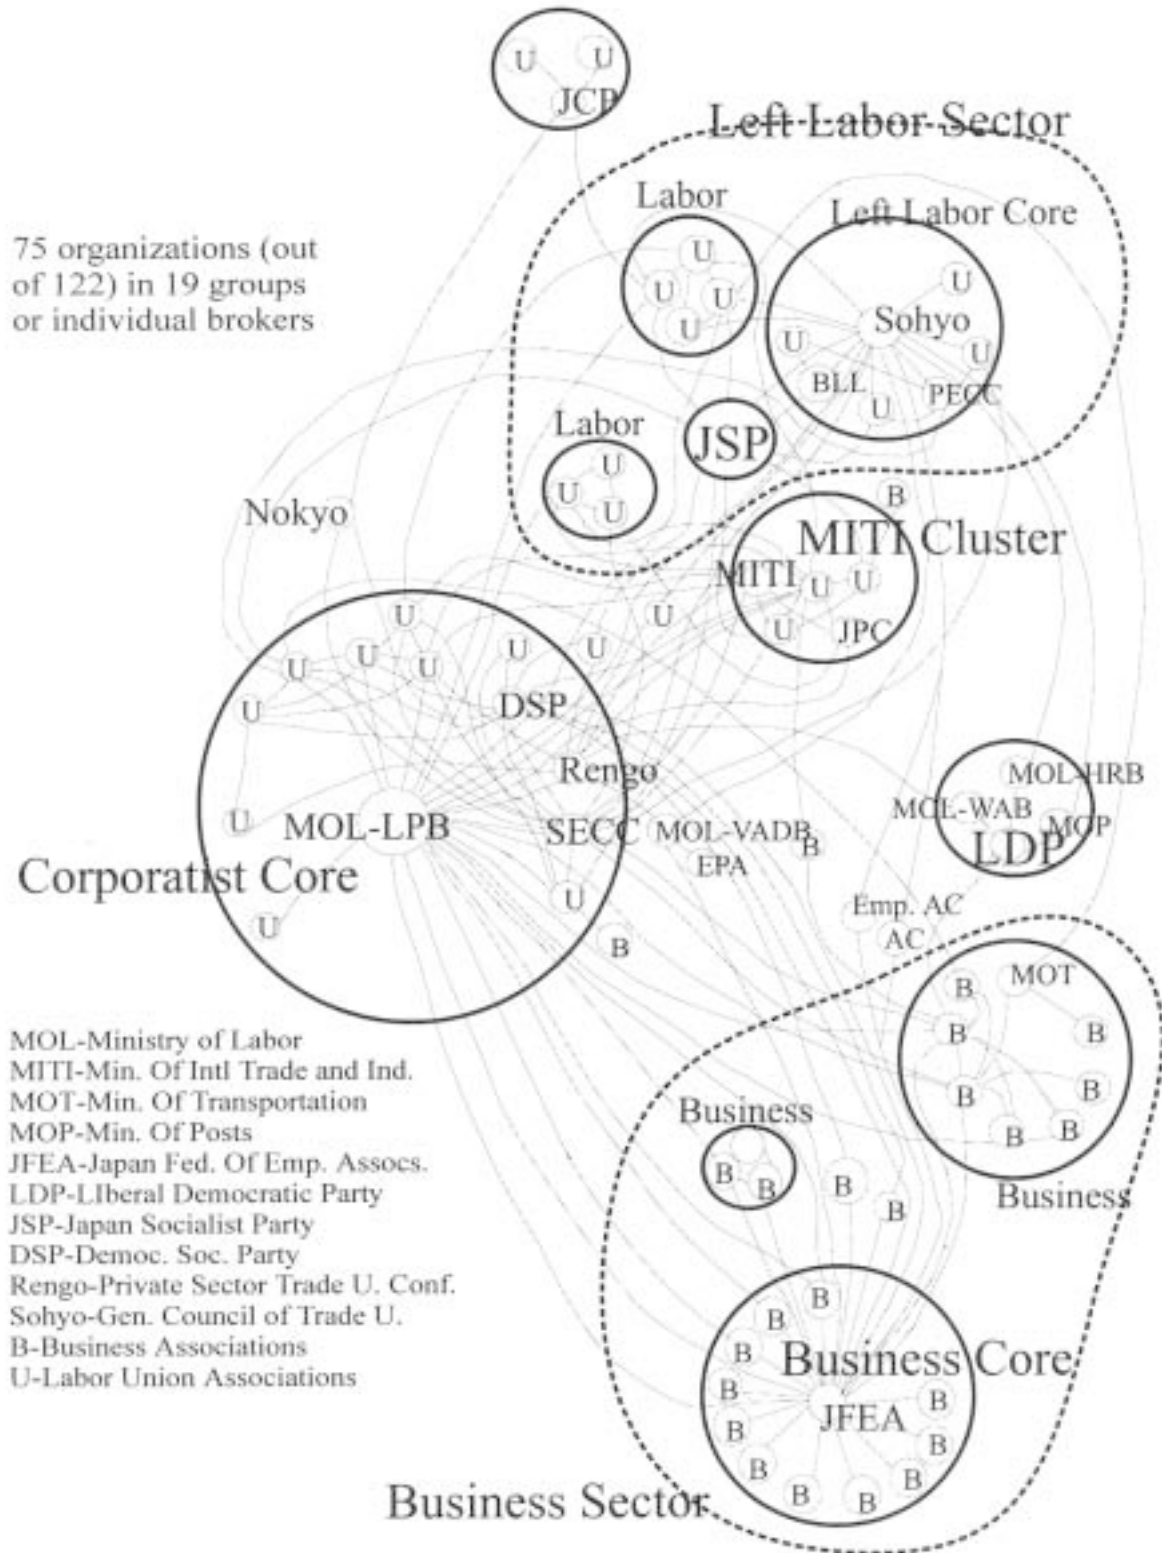 U
U
JCP
Left Labor Sector
Labor
Left Labor Core
75 organizations (out
of 122) in 19 groups
or individual brokers
U
U
U
U
U
Sohyo
U
U
BLL
PECC
U
Labor
JSP
U
U
U
B
Nokyo
MITI Cluster
MITI
U
U
U
JPC
U
U
U
U
U
U
U
U
DSP
Rengo
MOL-HRB
MOL-WAB
MOP
LDP
U
MOL-LPB
SECC
MOL-VADB
B
EPA
Corporatist Core
U
U
B
Emp. AC
AC
MOT
B
B
B
B
B
B
B
Business
MOL-Ministry of Labor
MITI-Min. Of Intl Trade and Ind.
MOT-Min. Of Transportation
MOP-Min. Of Posts
JFEA-Japan Fed. Of Emp. Assocs.
LDP-LIberal Democratic Party
JSP-Japan Socialist Party
DSP-Democ. Soc. Party
Rengo-Private Sector Trade U. Conf.
Sohyo-Gen. Council of Trade U.
B-Business Associations
U-Labor Union Associations
Business
B
B
B
B
B
B
B
Business Core
B
JFEA
B
B
B
B
B
B
B
B
Business Sector